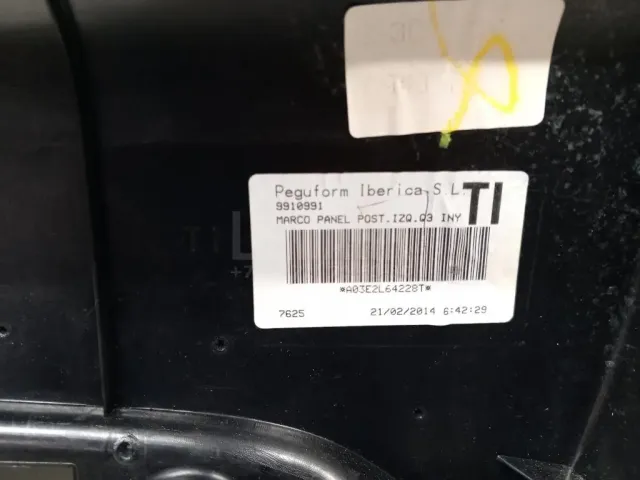 Peguform Iberica S.L
TI
9910991
MARCO PANEL POST.IZQ.Q3 INY
*A03E2L64228T*
7625 21/02/2014 6:42:29